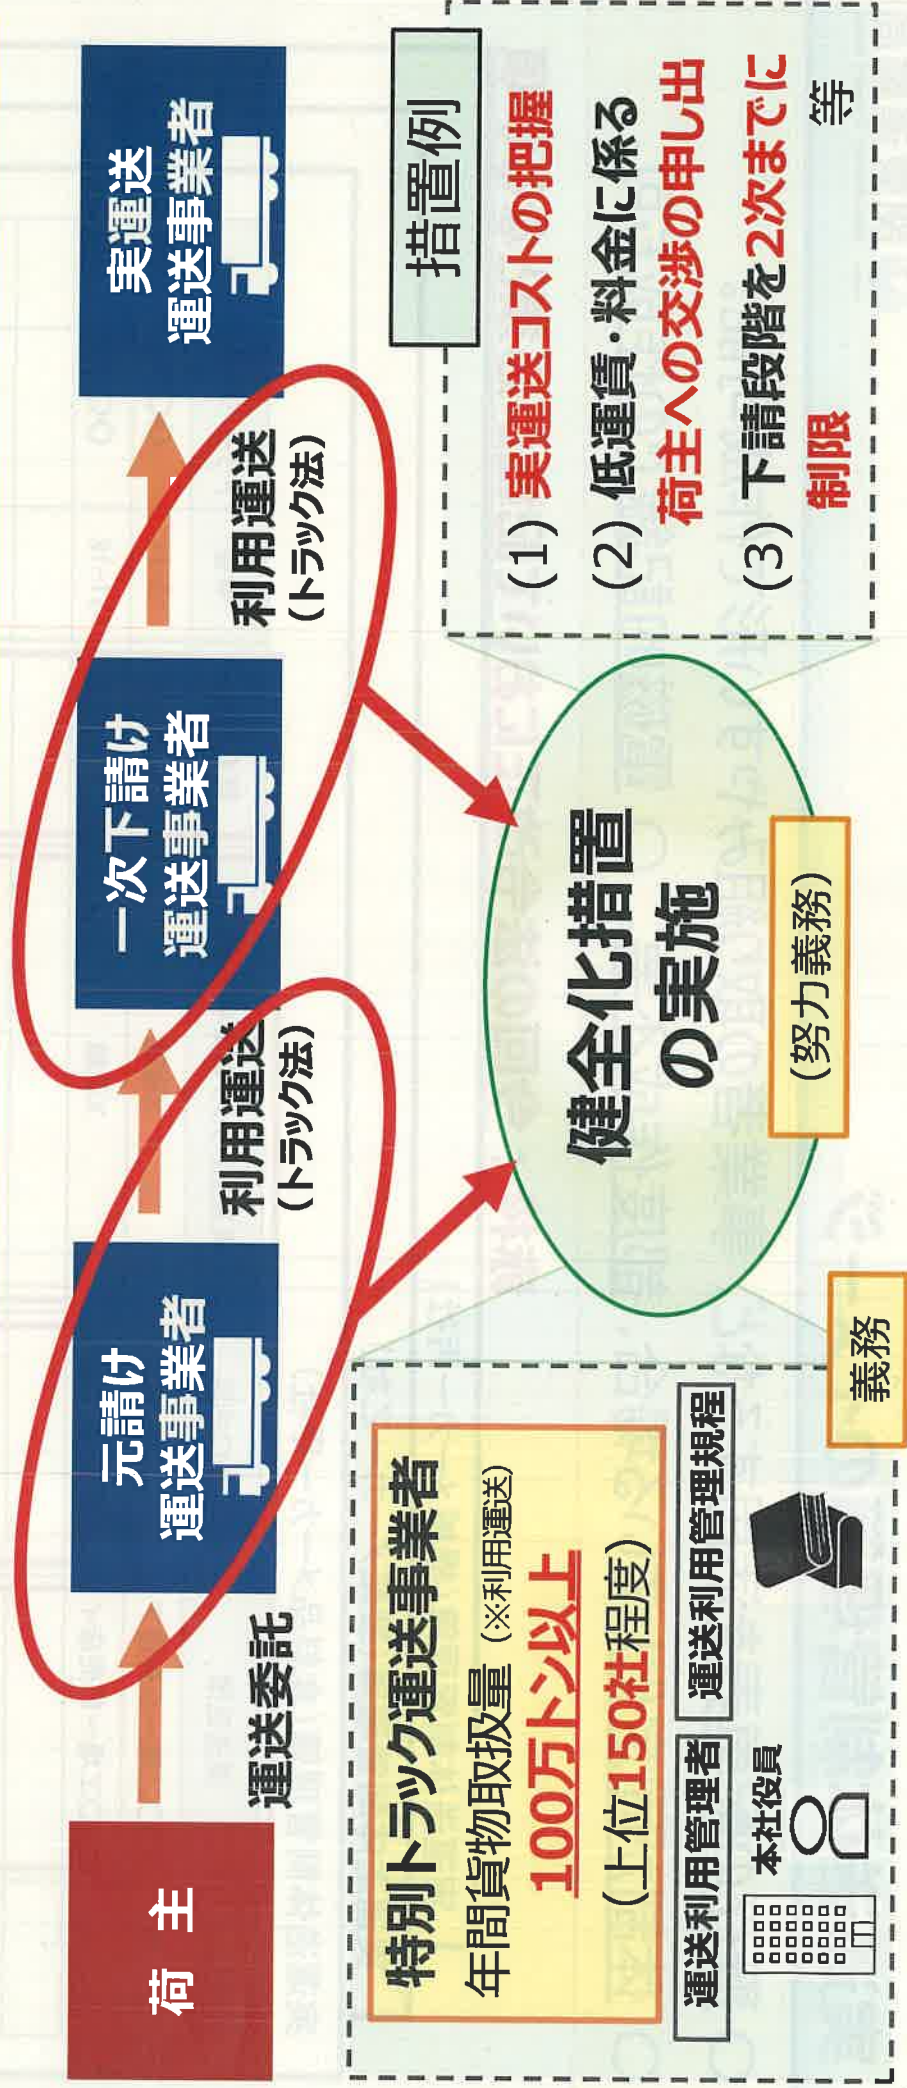 荷 主
運送委託
元請け
運送事業者
利用運送
(トラック法)
一次下請け
運送事業者
利用運送
(トラック法)
実運送
運送事業者
特別トラック運送事業者
年間貨物取扱量(※利用運送)
100万トン以上
(上位150社程度)
運送利用管理者
本社役員
運送利用管理規程
義務
健全化措置
の実施
(努力義務)
措置例
(1) 実運送コストの把握
(2) 低運賃・料金に係る
荷主への交渉の申し出
(3) 下請段階を2次までに
制限
等